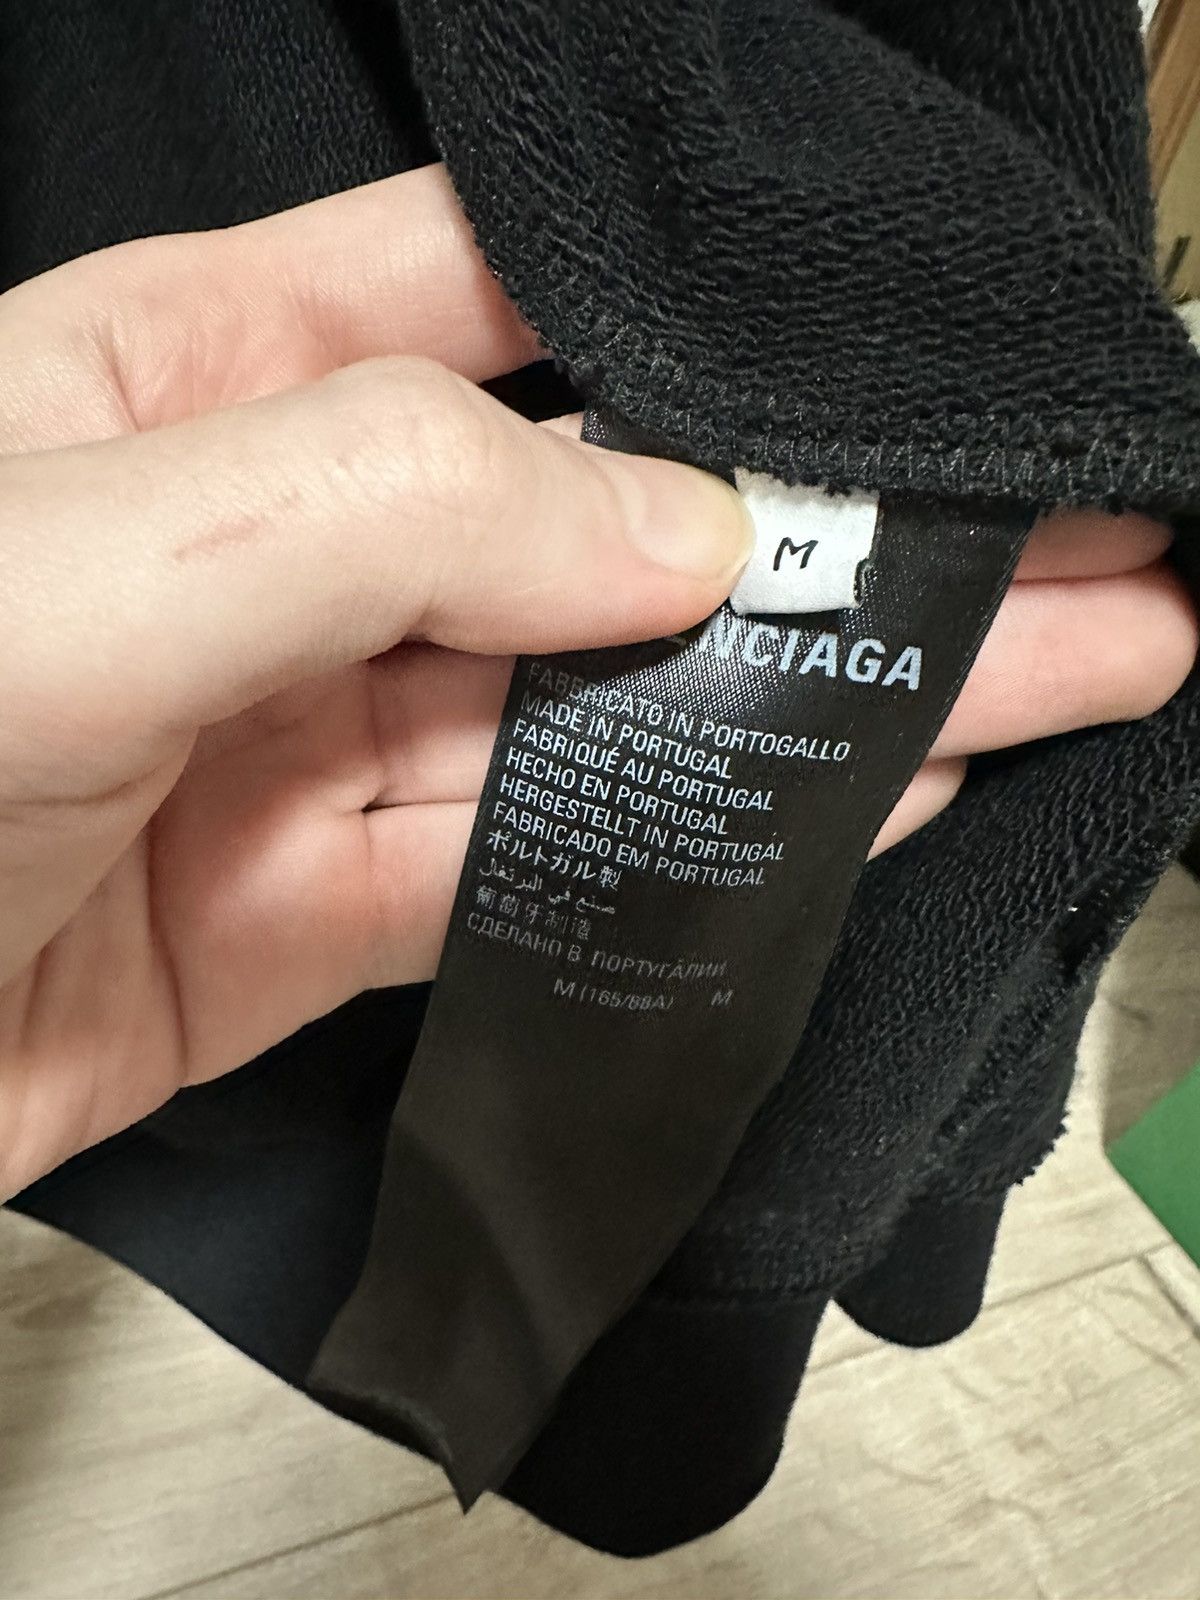 M
NCIAGA
FABBRICATO IN PORTOGALLO
MADE IN PORTUGAL
FABRIQUÉ AU PORTUGAL
HECHO EN PORTUGAL
HERGESTELLT IN PORTUGAL
FABRICADO EM PORTUGAL
ポルトガル製
صنع في البرتغال
葡萄牙制造
СДЕЛАНО В ПОРТУГАЛИИ
M (165/88A) M